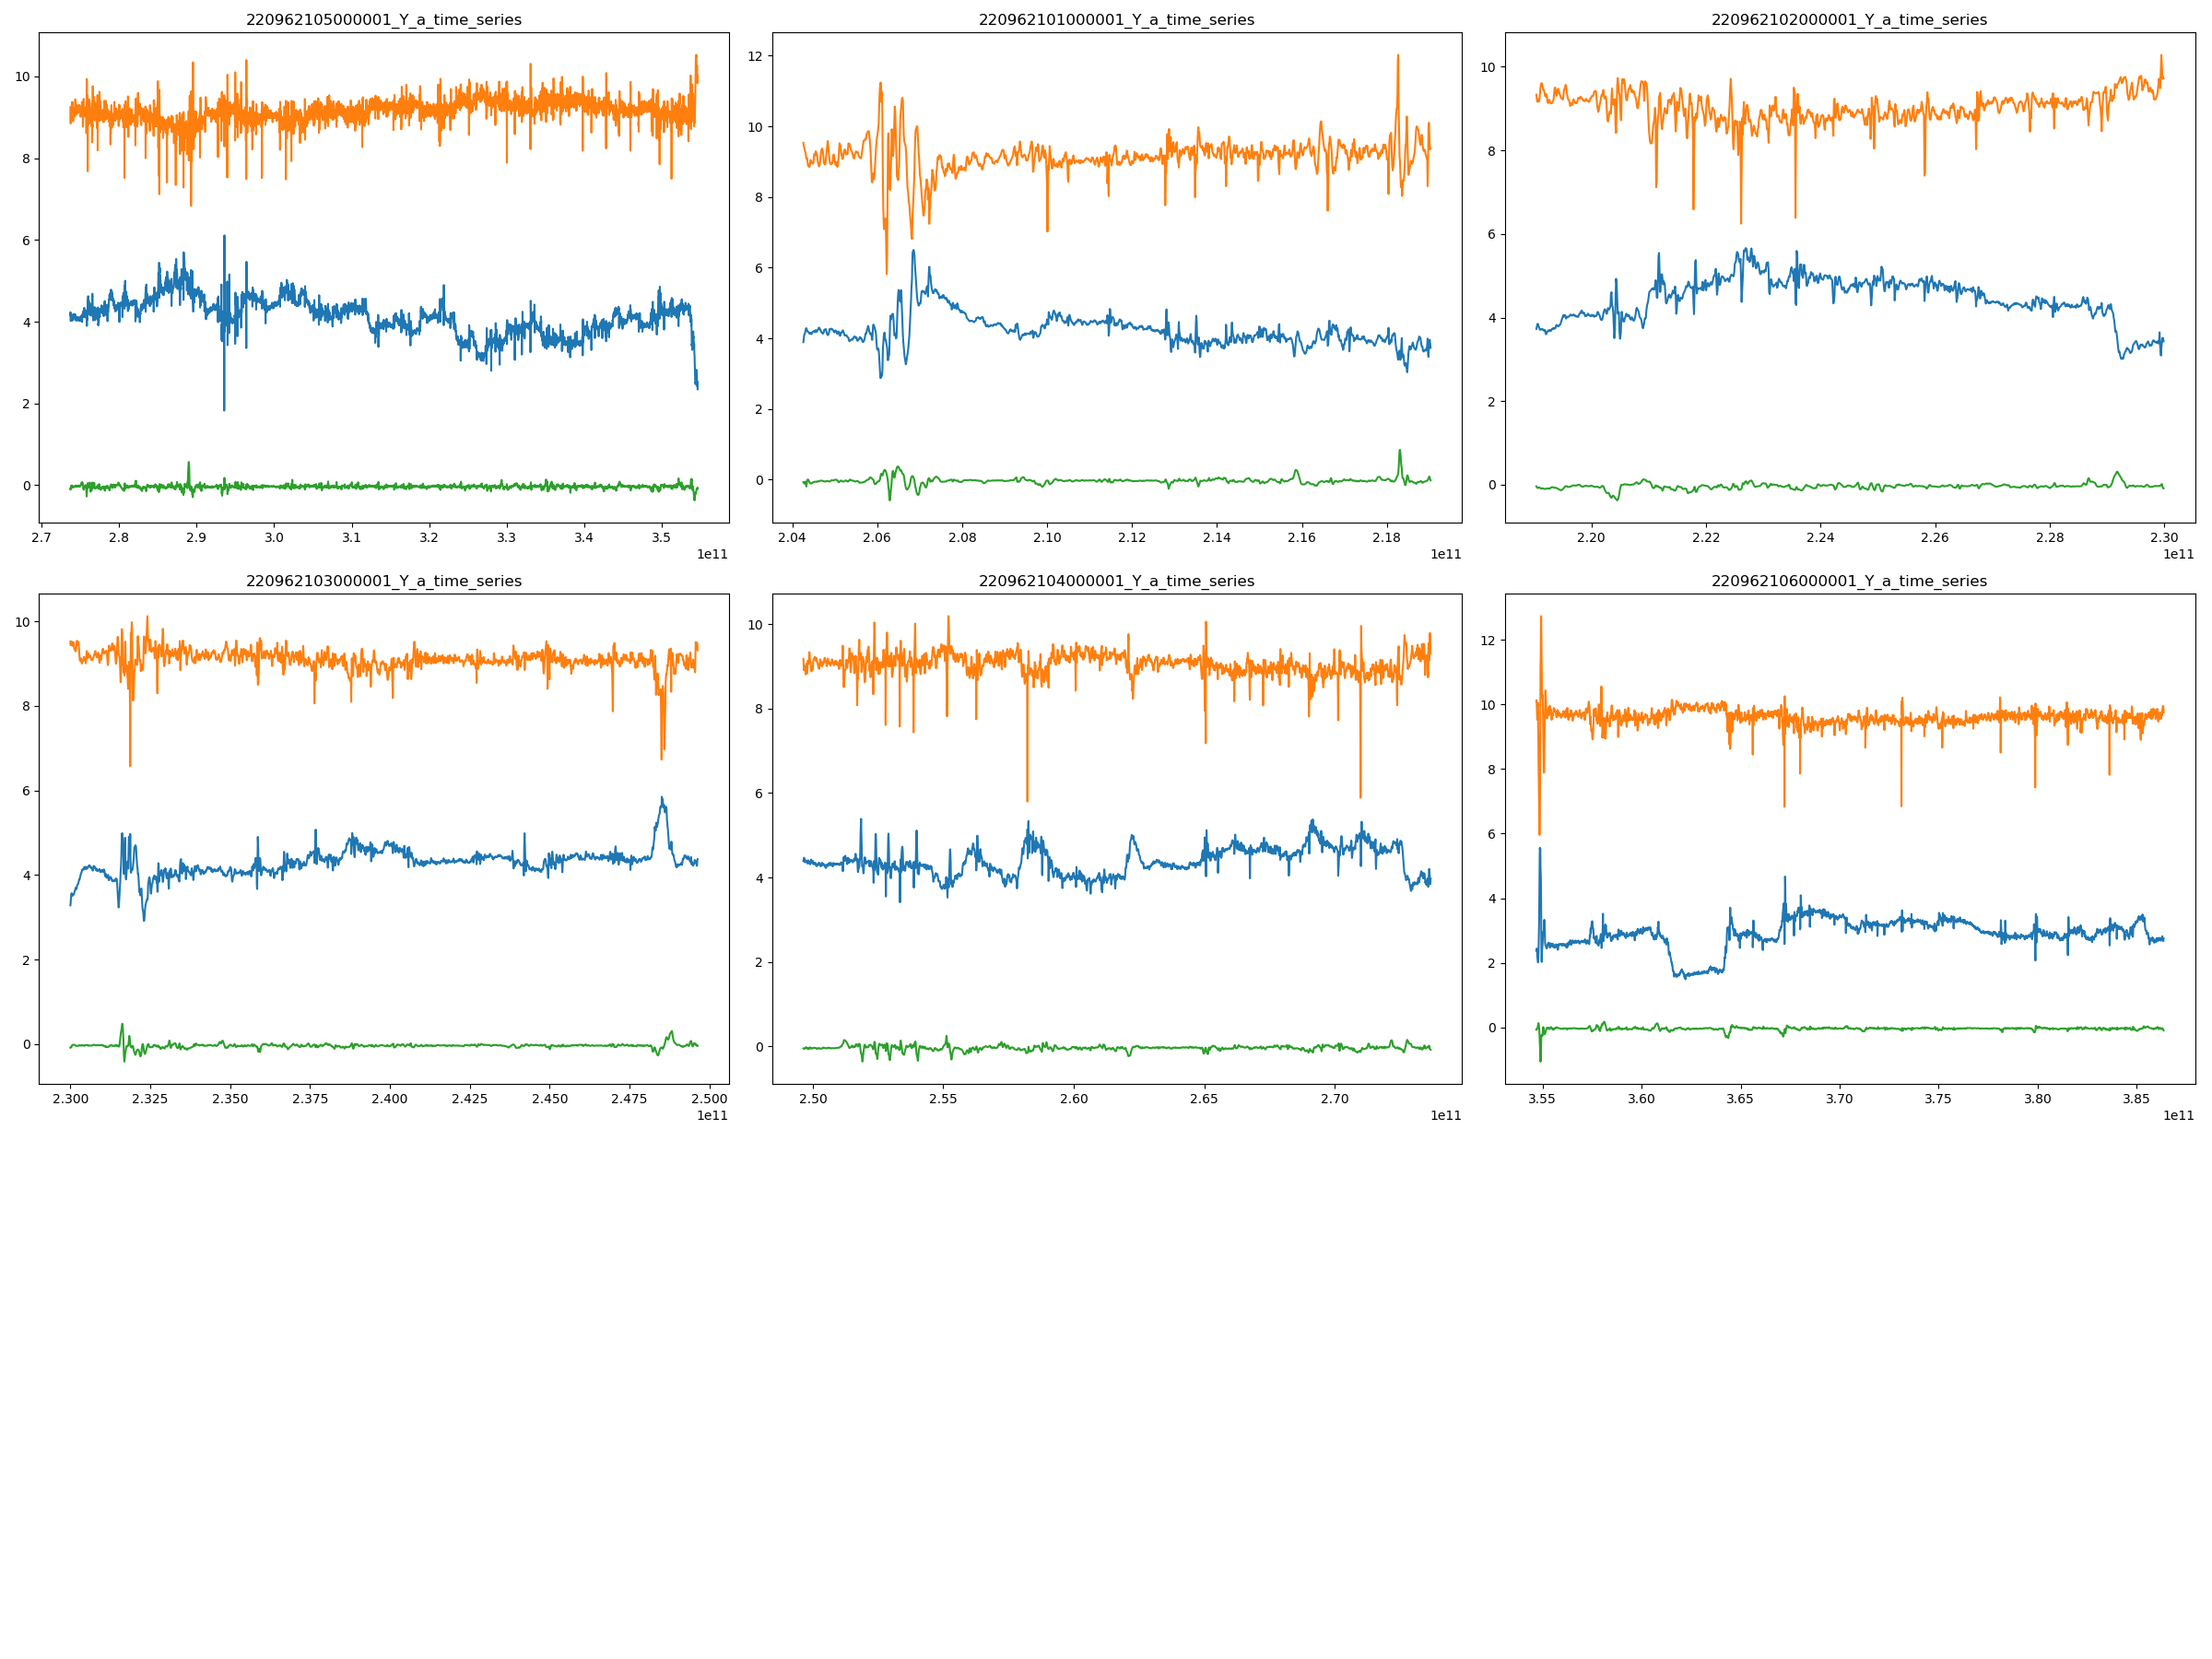 220962105000001_Y_a_time_series
10
8
6
4
2
0
2.7 2.8 2.9 3.0 3.1 3.2 3.3 3.4 3.5
1e11
220962101000001_Y_a_time_series
12
10
8
6
4
2
0
2.04 2.06 2.08 2.10 2.12 2.14 2.16 2.18
1e11
220962102000001_Y_a_time_series
10
8
6
4
2
0
2.20 2.22 2.24 2.26 2.28 2.30
1e11
220962103000001_Y_a_time_series
10
8
6
4
2
0
2.300 2.325 2.350 2.375 2.400 2.425 2.450 2.475 2.500
1e11
220962104000001_Y_a_time_series
10
8
6
4
2
0
2.50 2.55 2.60 2.65 2.70
1e11
220962106000001_Y_a_time_series
12
10
8
6
4
2
0
3.55 3.60 3.65 3.70 3.75 3.80 3.85
1e11